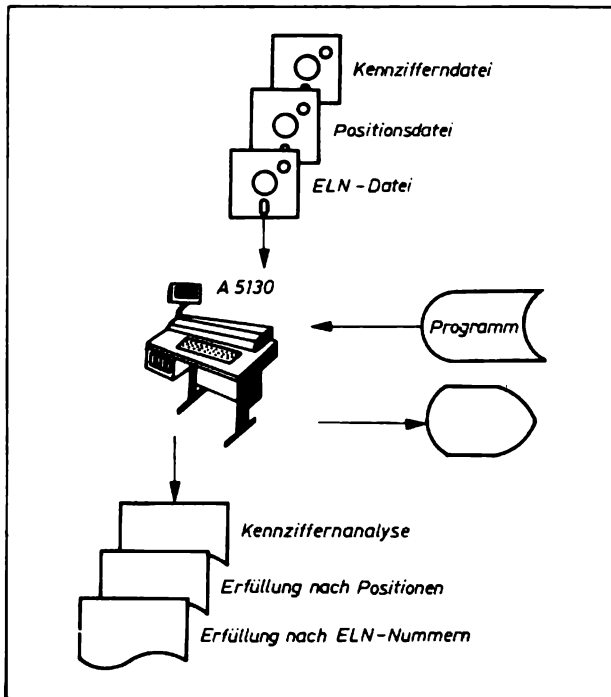 Kennzifferndatei
Positionsdatei
ELN-Datei
A 5130
Programm
Kennziffernanalyse
Erfüllung nach Positionen
Erfüllung nach ELN-Nummern